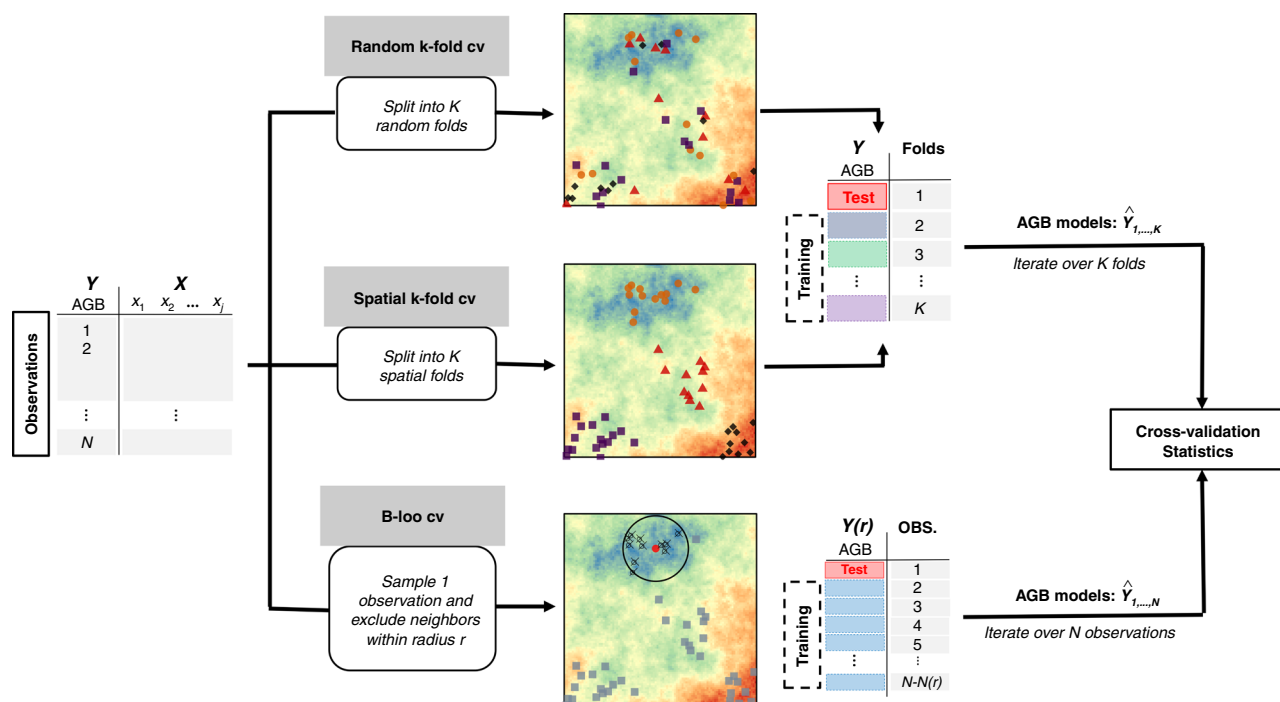 Observations
Y X
AGB x1 x2 ... xj
1
2
⋮ ⋮
N
Random k-fold cv
Split into K
random folds
Spatial k-fold cv
Split into K
spatial folds
B-loo cv
Sample 1
observation and
exclude neighbors
within radius r
Y Folds
AGB
Test 1
Training
2
3
⋮ ⋮
K
AGB models: Ŷ1,...,K
Iterate over K folds
Cross-validation
Statistics
Y(r) OBS.
AGB
Test 1
Training
2
3
4
5
⋮ ⋮
N-N(r)
AGB models: Ŷ1,...,N
Iterate over N observations